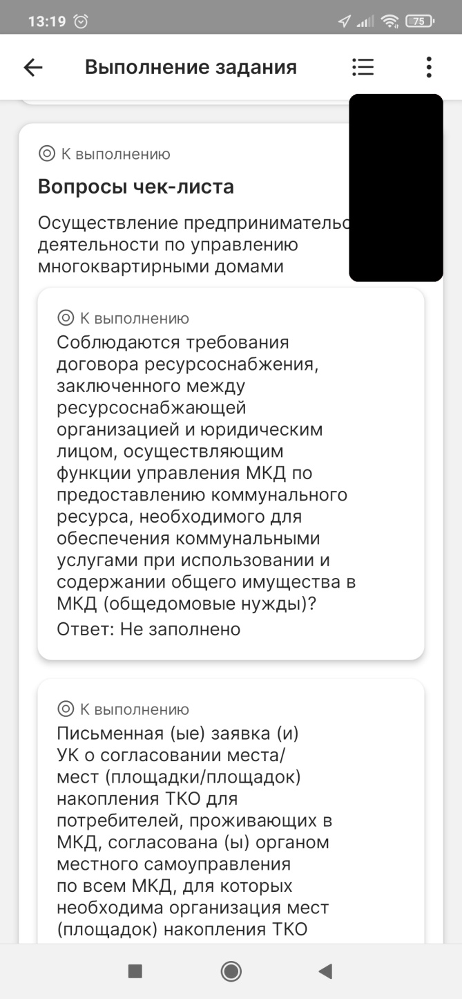 13:19
75
Выполнение задания
К выполнению
Вопросы чек-листа
Осуществление
деятельности по управлению
многоквартирными домами
К выполнению
Соблюдаются требования
договора ресурсоснабжения,
заключенного между
ресурсоснабжающей
организацией и юридическим
лицом, осуществляющим
функции управления МКД по
предоставлению коммунального
ресурса, необходимого для
обеспечения коммунальными
услугами при использовании и
содержании общего имущества в
МКД (общедомовые нужды)?
Ответ: Не заполнено
К выполнению
Письменная (ые) заявка (и)
УК о согласовании места/
мест (площадки/площадок)
накопления ТКО для
потребителей, проживающих в
МКД, согласована (ы) органом
местного самоуправления
по всем МКД, для которых
необходима организация мест
(площадок) накопления ТКО